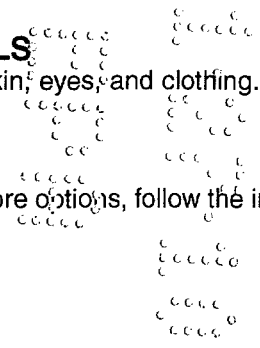 LS
kin, eyes, and clothing.
ore options, follow the in